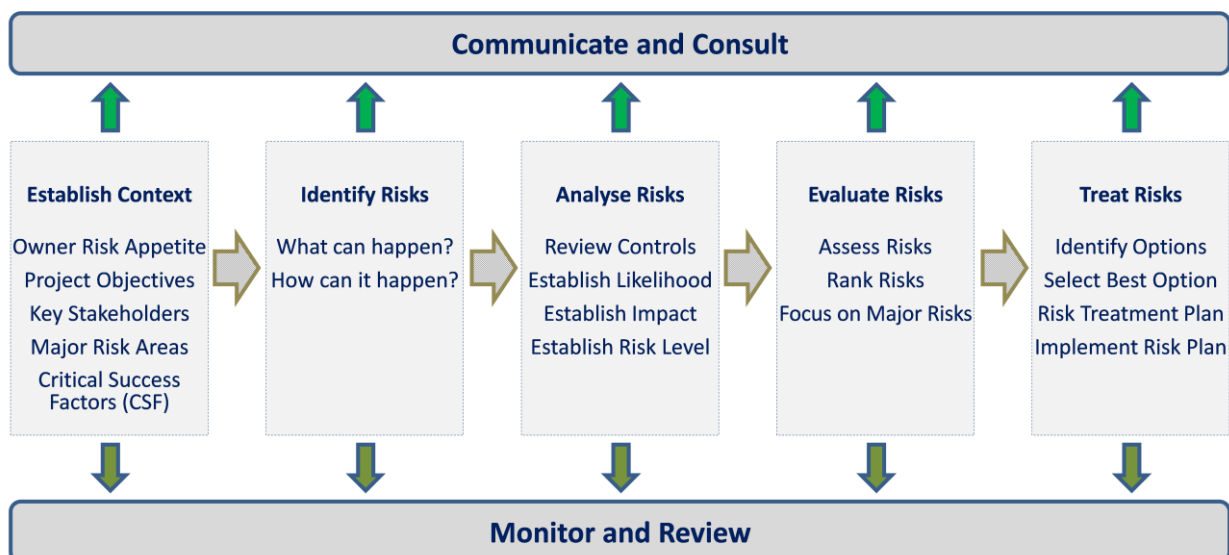 Communicate and Consult
Establish Context
Owner Risk Appetite
Project Objectives
Key Stakeholders
Major Risk Areas
Critical Success
Factors (CSF)
Identify Risks
What can happen?
How can it happen?
Analyse Risks
Review Controls
Establish Likelihood
Establish Impact
Establish Risk Level
Evaluate Risks
Assess Risks
Rank Risks
Focus on Major Risks
Treat Risks
Identify Options
Select Best Option
Risk Treatment Plan
Implement Risk Plan
Monitor and Review